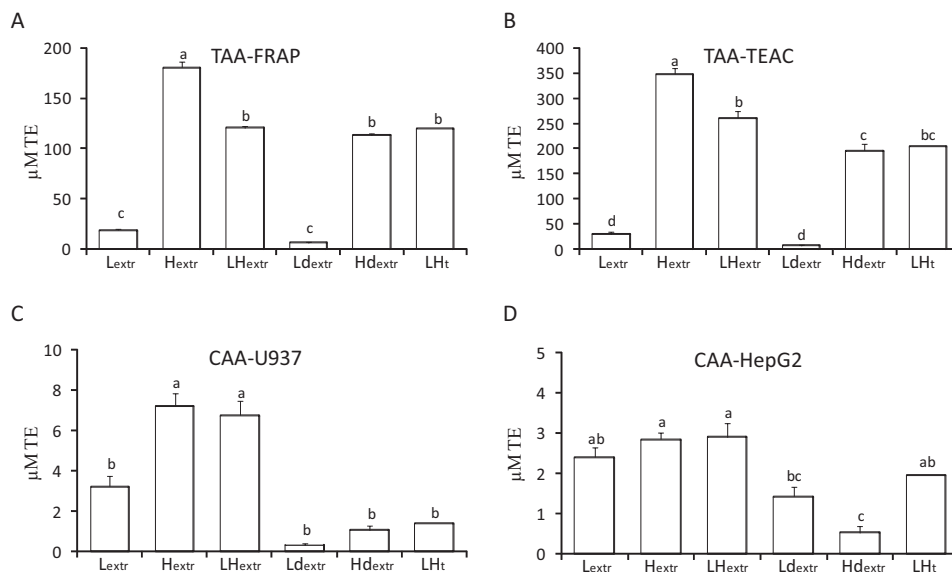 A
TAA-FRAP
200
150
100
50
0
µM TE
a
b
b
b
c
c
Lextr Hextr LHextr Ldextr Hdextr LHt
B
TAA-TEAC
400
350
300
250
200
150
100
50
0
µM TE
a
b
c
bc
d
d
Lextr Hextr LHextr Ldextr Hdextr LHt
C
CAA-U937
10
8
6
4
2
0
µM TE
a
a
b
b
b
b
Lextr Hextr LHextr Ldextr Hdextr LHt
D
CAA-HepG2
5
4
3
2
1
0
µM TE
ab
a
a
bc
c
ab
Lextr Hextr LHextr Ldextr Hdextr LHt